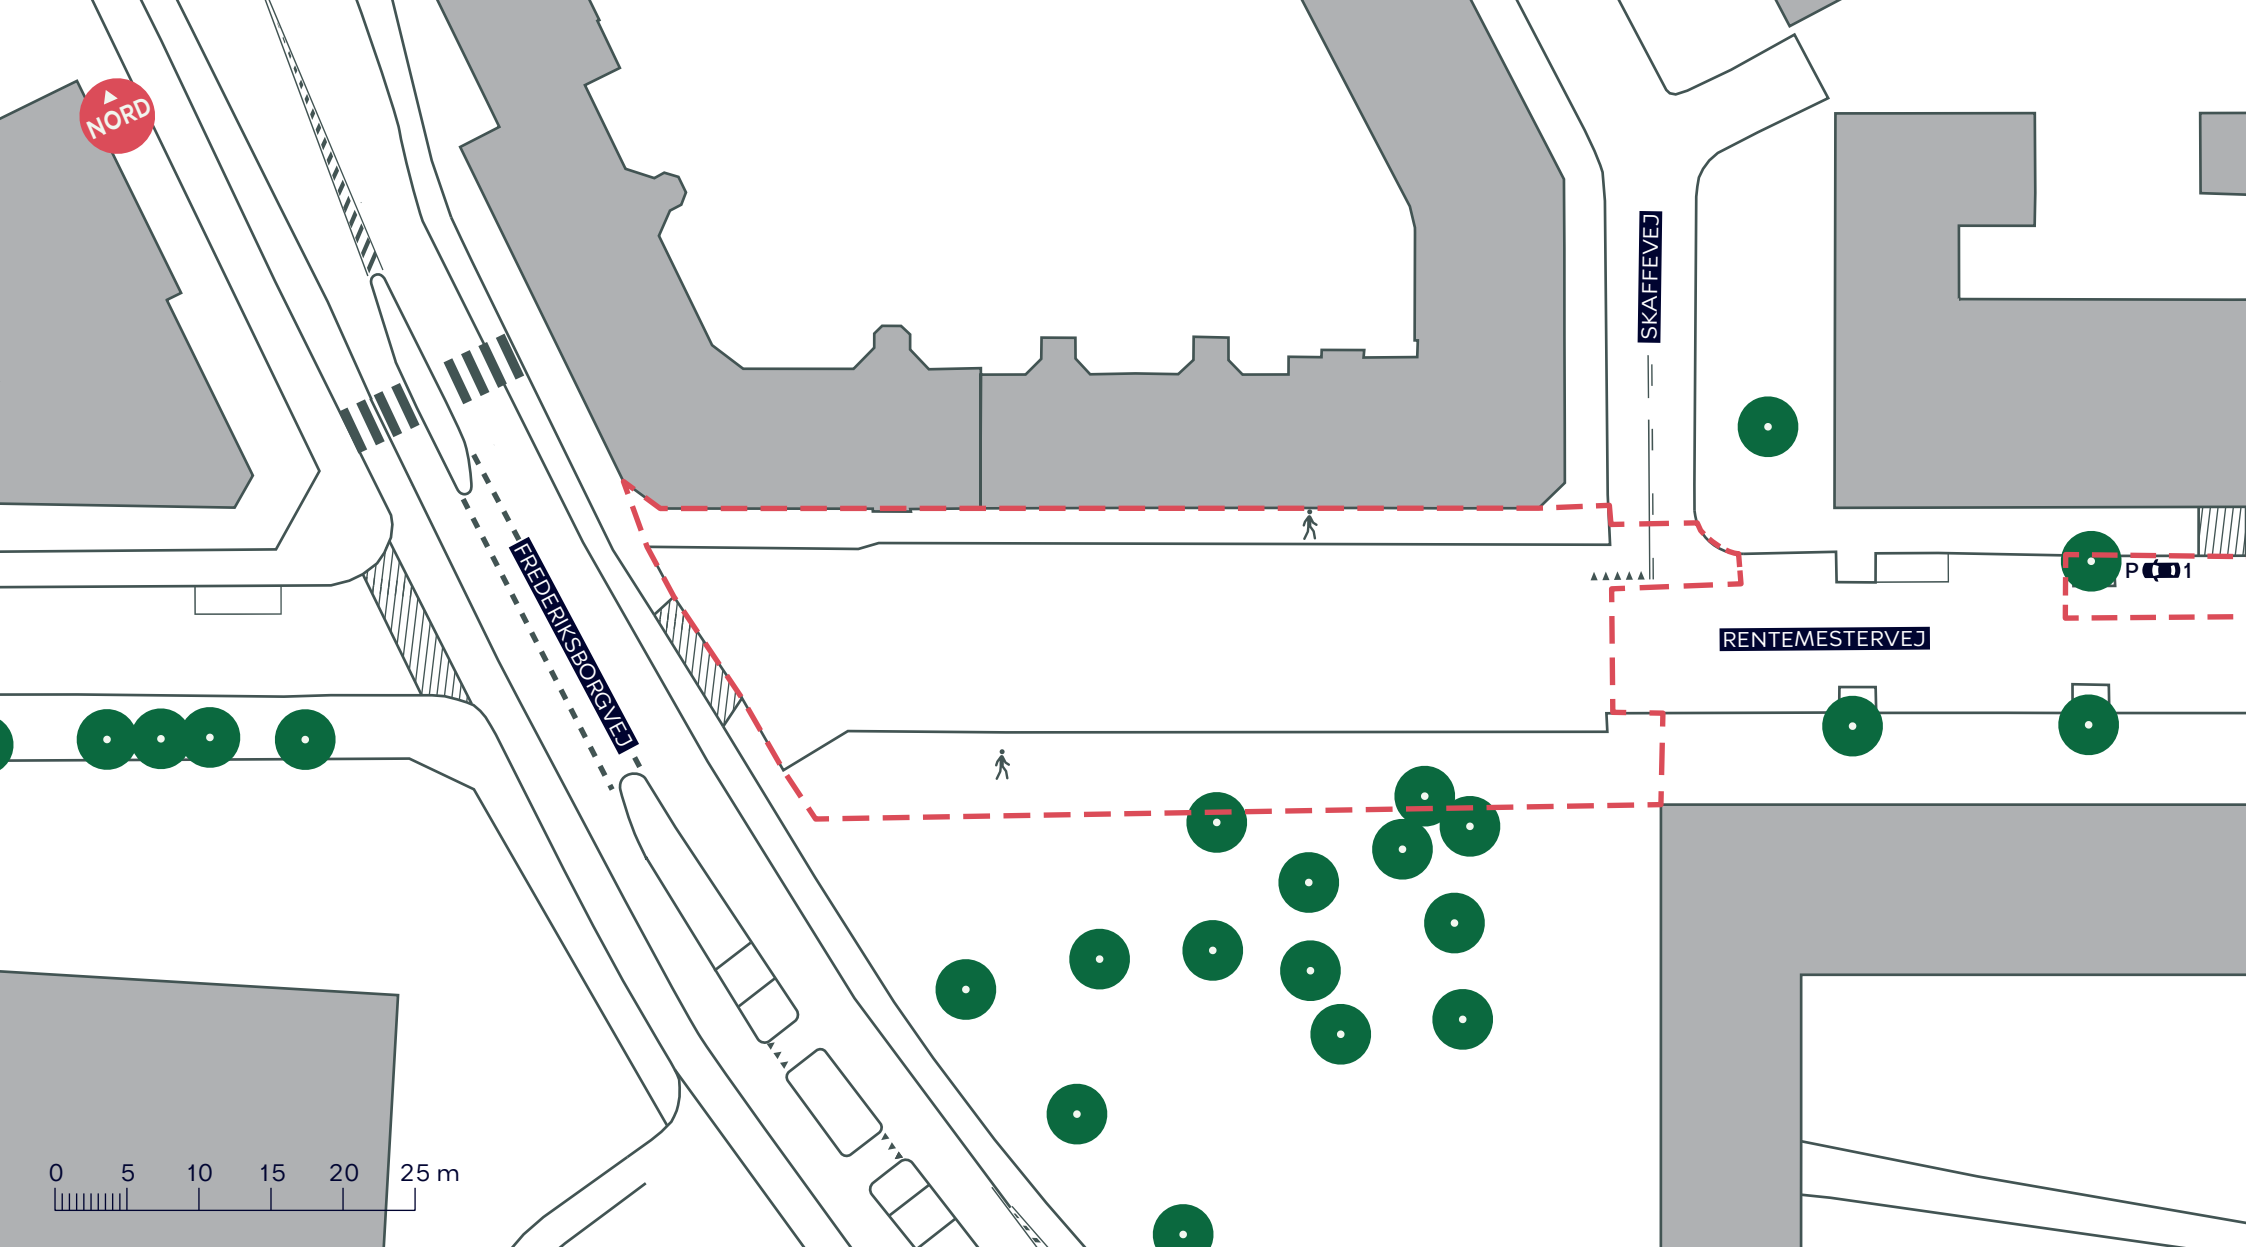 NORD
SKAFFEVEJ
FREDERIKSBORGVEJ
P 1
RENTEMESTERVEJ
0 5 10 15 20 25 m